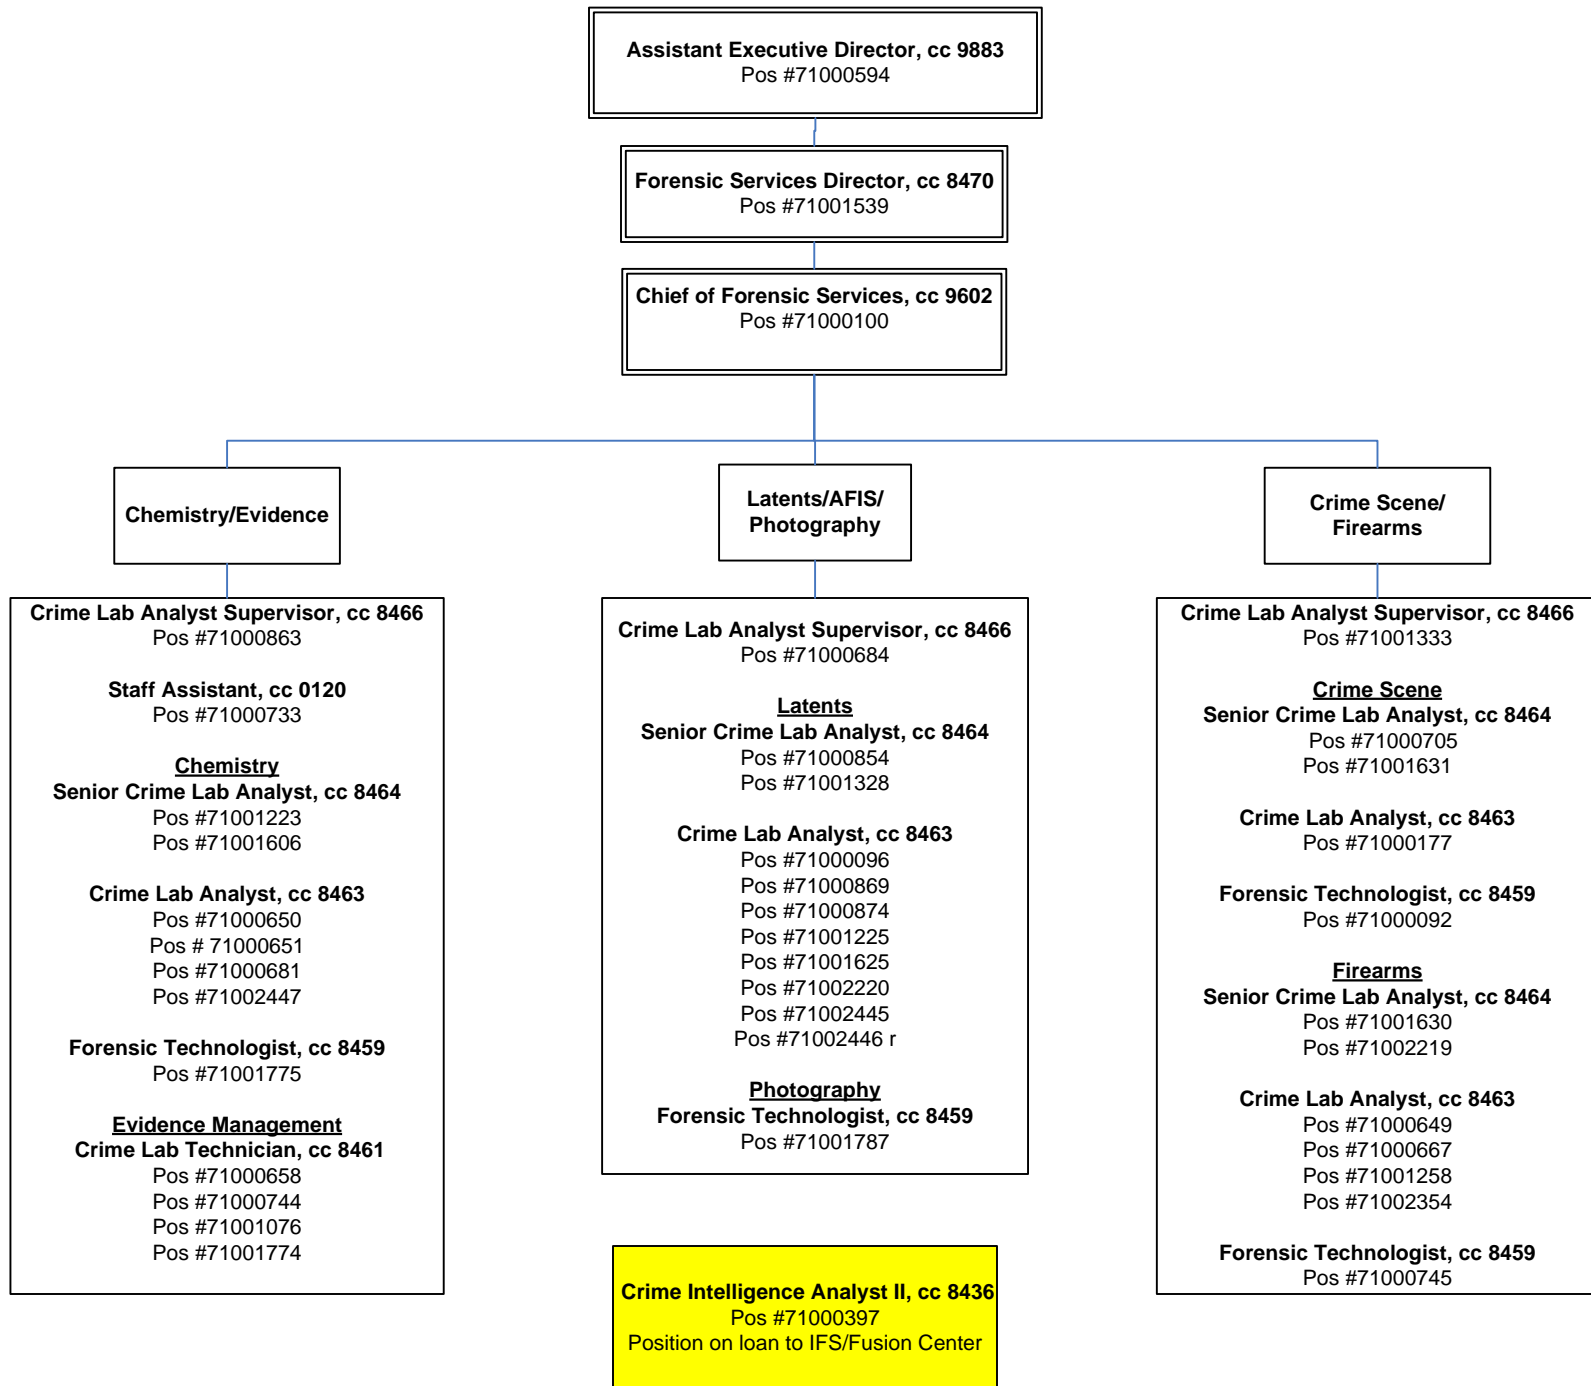 Assistant Executive Director, cc 9883
Pos #71000594
Forensic Services Director, cc 8470
Pos #71001539
Chief of Forensic Services, cc 9602
Pos #71000100
Chemistry/Evidence
Crime Lab Analyst Supervisor, cc 8466
Pos #71000863
Staff Assistant, cc 0120
Pos #71000733
Chemistry
Senior Crime Lab Analyst, cc 8464
Pos #71001223
Pos #71001606
Crime Lab Analyst, cc 8463
Pos #71000650
Pos # 71000651
Pos #71000681
Pos #71002447
Forensic Technologist, cc 8459
Pos #71001775
Evidence Management
Crime Lab Technician, cc 8461
Pos #71000658
Pos #71000744
Pos #71001076
Pos #71001774
Latents/AFIS/
Photography
Crime Lab Analyst Supervisor, cc 8466
Pos #71000684
Latents
Senior Crime Lab Analyst, cc 8464
Pos #71000854
Pos #71001328
Crime Lab Analyst, cc 8463
Pos #71000096
Pos #71000869
Pos #71000874
Pos #71001225
Pos #71001625
Pos #71002220
Pos #71002445
Pos #71002446 r
Photography
Forensic Technologist, cc 8459
Pos #71001787
Crime Intelligence Analyst II, cc 8436
Pos #71000397
Position on loan to IFS/Fusion Center
Crime Scene/
Firearms
Crime Lab Analyst Supervisor, cc 8466
Pos #71001333
Crime Scene
Senior Crime Lab Analyst, cc 8464
Pos #71000705
Pos #71001631
Crime Lab Analyst, cc 8463
Pos #71000177
Forensic Technologist, cc 8459
Pos #71000092
Firearms
Senior Crime Lab Analyst, cc 8464
Pos #71001630
Pos #71002219
Crime Lab Analyst, cc 8463
Pos #71000649
Pos #71000667
Pos #71001258
Pos #71002354
Forensic Technologist, cc 8459
Pos #71000745